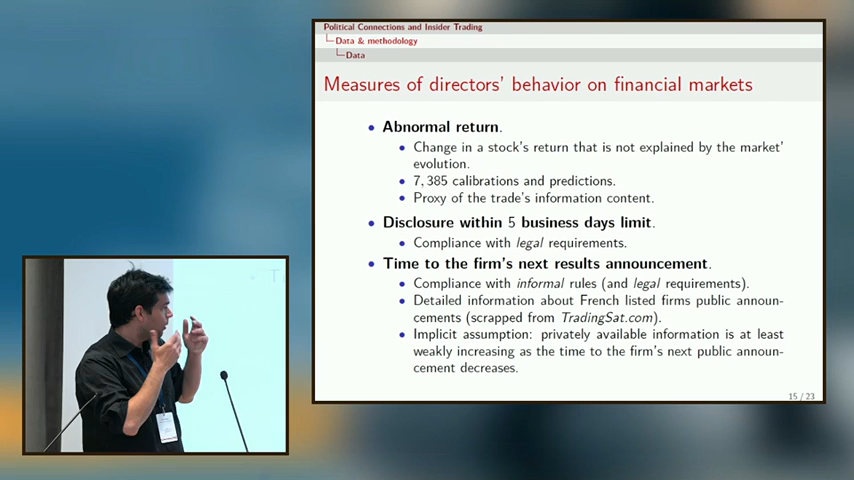 Political Connections and Insider Trading
Data & methodology
Data
Measures of directors' behavior on financial markets
• Abnormal return.
• Change in a stock's return that is not explained by the market'
evolution.
• 7,385 calibrations and predictions.
• Proxy of the trade's information content.
• Disclosure within 5 business days limit.
• Compliance with legal requirements.
• Time to the firm's next results announcement.
• Compliance with informal rules (and legal requirements).
• Detailed information about French listed firms public announ-
cements (scrapped from TradingSat.com).
• Implicit assumption: privately available information is at least
weakly increasing as the time to the firm's next public announ-
cement decreases.
15 / 23